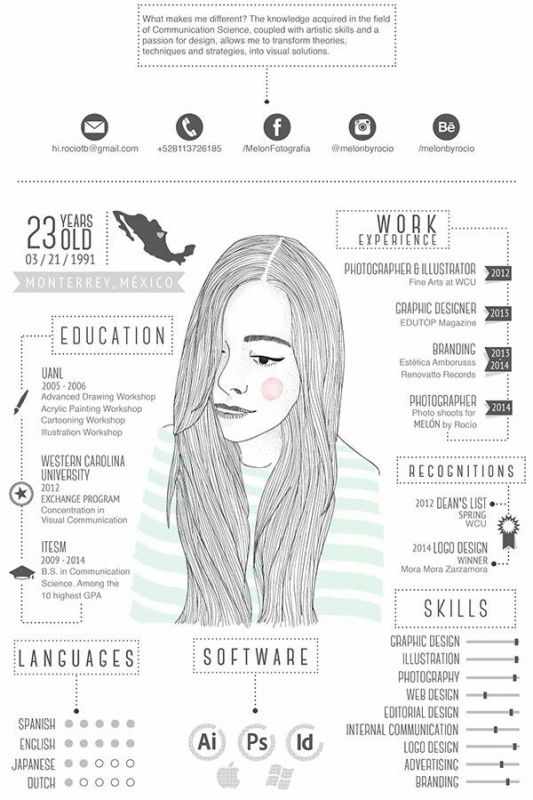 What makes me different? The knowledge acquired in the field
of Communication Science, coupled with artistic skills and a
passion for design, allows me to transform theories,
techniques and strategies, into visual solutions.
hi.rociotb@gmail.com
+528113726185
/MelonFotografia
@melonbyrocio
Bē
/melonbyrocio
23 YEARS
OLD
03 / 21 / 1991
MONTERREY, MÉXICO
EDUCATION
UANL
2005 - 2006
Advanced Drawing Workshop
Acrylic Painting Workshop
Cartooning Workshop
Illustration Workshop
WESTERN CAROLINA
UNIVERSITY
2012
EXCHANGE PROGRAM
Concentration in
Visual Communication
ITESM
2009 - 2014
B.S. in Communication
Science. Among the
10 highest GPA
WORK
EXPERIENCE
PHOTOGRAPHER & ILLUSTRATOR
Fine Arts at WCU
2012
GRAPHIC DESIGNER
EDUTOP Magazine
2013
BRANDING
Estética Amborusss
Renovatto Records
2013
2014
PHOTOGRAPHER
Photo shoots for
MELÓN by Rocío
2014
RECOGNITIONS
2012 DEAN'S LIST
SPRING
WCU
2014 LOGO DESIGN
WINNER
Mora Mora Zarzamora
SKILLS
GRAPHIC DESIGN
ILLUSTRATION
PHOTOGRAPHY
WEB DESIGN
EDITORIAL DESIGN
INTERNAL COMMUNICATION
LOGO DESIGN
ADVERTISING
BRANDING
LANGUAGES
SPANISH
ENGLISH
JAPANESE
DUTCH
SOFTWARE
Ai
Ps
Id